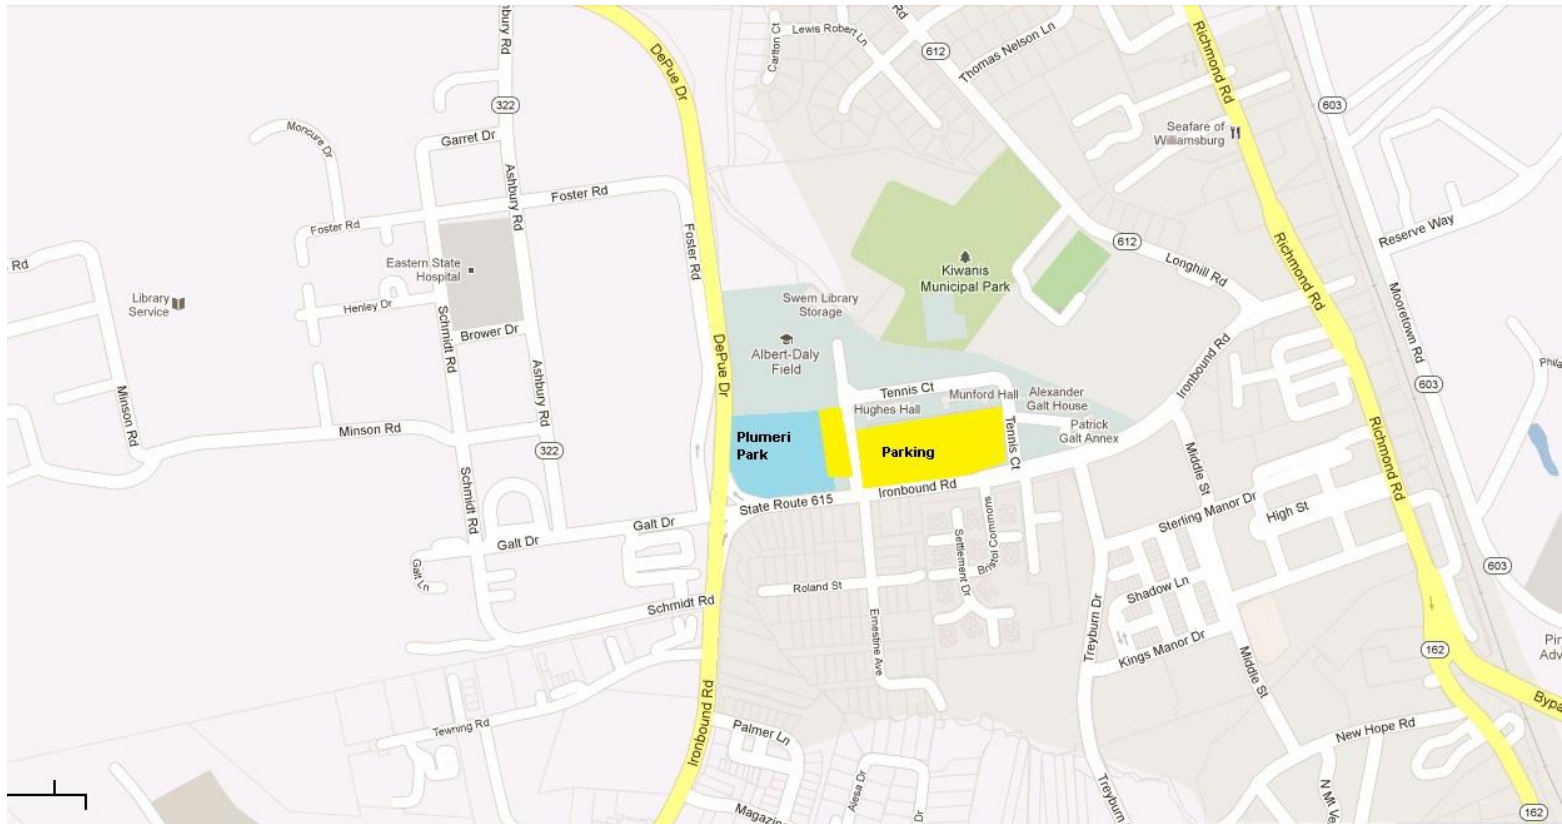 bury Rd
DePue Dr
Carlton Ct
Lewis Robert Ln
Rd
612
Thomas Nelson Ln
Richmond Rd
603
322
Moncure Dr
Garret Dr
Seafare of
Williamsburg
Ashbury Rd
Foster Rd
Foster Rd
Foster Rd
Reserve Way
612
Longhill Rd
Richmond Rd
Rd
Eastern State
Hospital
Kiwanis
Municipal Park
Library
Service
Henley Dr
Swem Library
Storage
Mooretown Rd
Schmidt Rd
Brower Dr
DePue Dr
Albert-Daly
Field
Ironbound Rd
Minson Rd
Ashbury Rd
Tennis Ct
603
Hughes Hall
Munford Hall
Alexander
Galt House
Patrick
Galt Annex
Minson Rd
Plumeri
Park
Parking
Tennis Ct
Richmond Rd
322
Middle St
Schmidt Rd
State Route 615
Ironbound Rd
Galt Dr
Galt Dr
Bristol Commons
Settlement Dr
Sterling Manor Dr
High St
Galt Ln
Roland St
Shadow Ln
603
Schmidt Rd
Ernestine Ave
Treyburn Dr
Kings Manor Dr
Middle St
162
Ironbound Rd
Tewning Rd
Palmer Ln
New Hope Rd
Alesa Dr
Dr
Treyburn
162